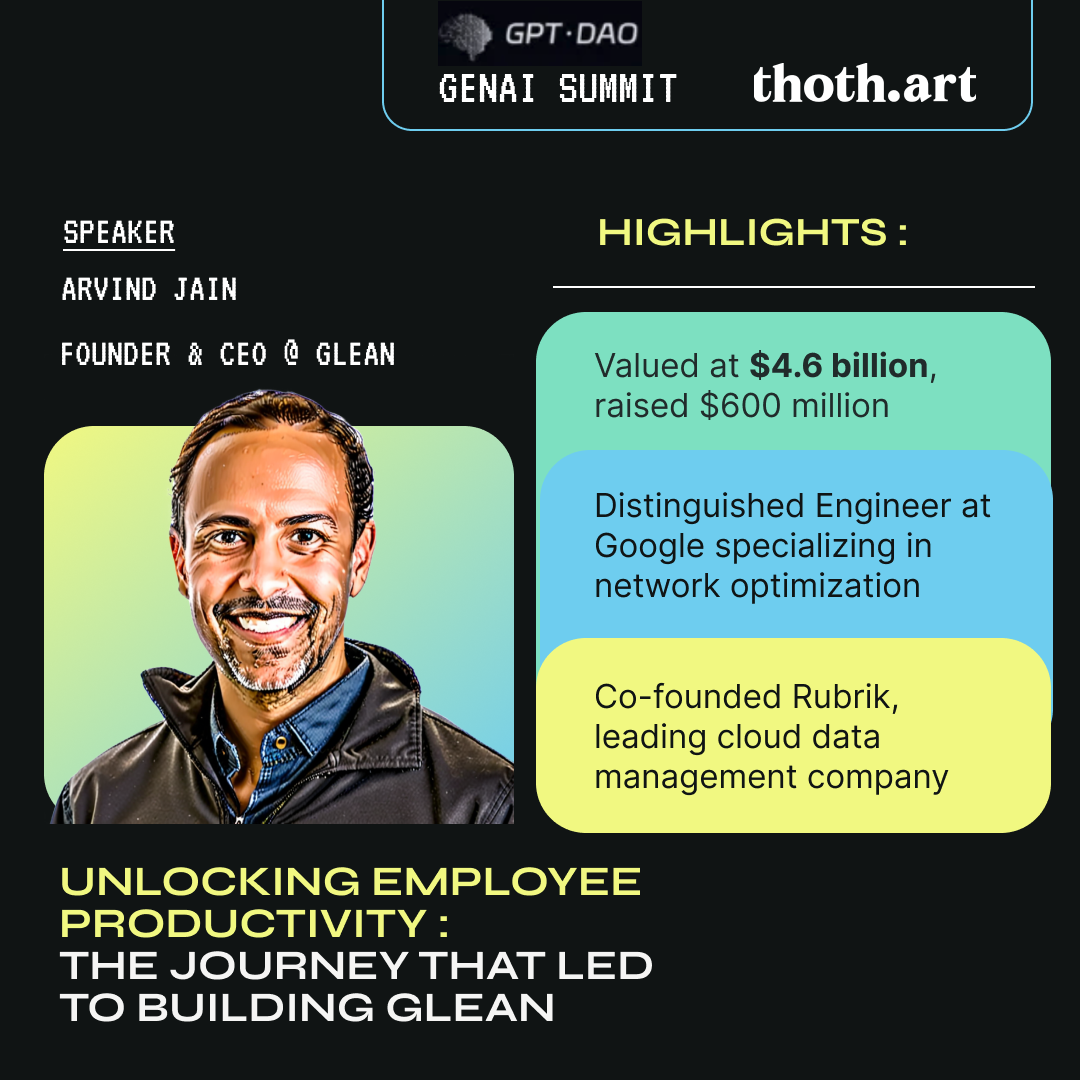 GPT·DAO
GENAI SUMMIT
thoth.art
SPEAKER
ARVIND JAIN
FOUNDER & CEO @ GLEAN
HIGHLIGHTS :
Valued at $4.6 billion,
raised $600 million
Distinguished Engineer at
Google specializing in
network optimization
Co-founded Rubrik,
leading cloud data
management company
UNLOCKING EMPLOYEE
PRODUCTIVITY :
THE JOURNEY THAT LED
TO BUILDING GLEAN